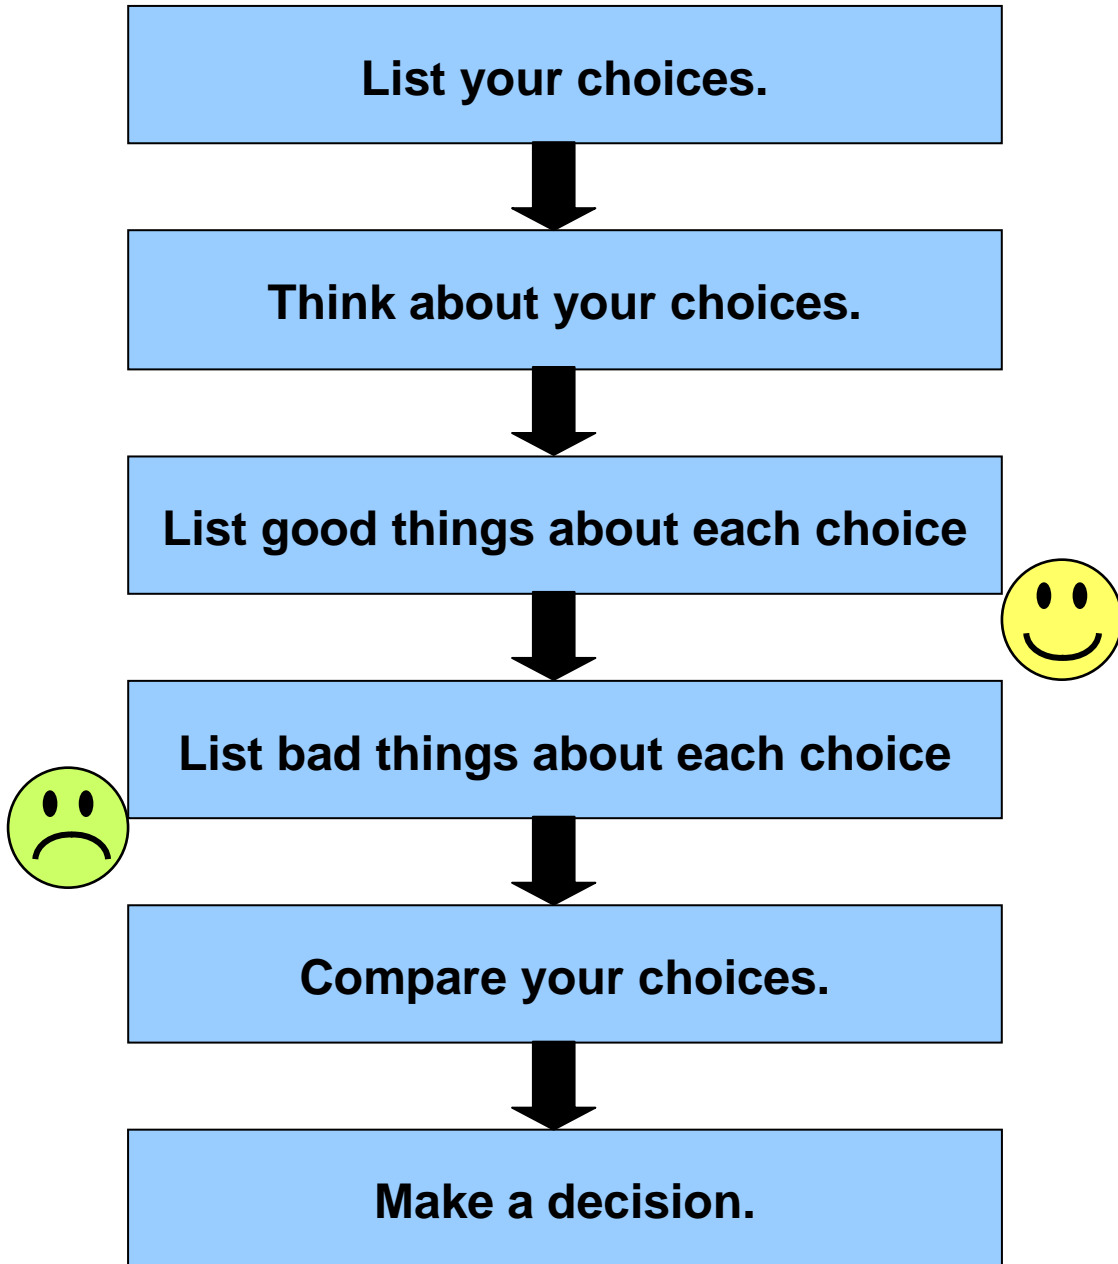 List your choices.
Think about your choices.
List good things about each choice
List bad things about each choice
Compare your choices.
Make a decision.